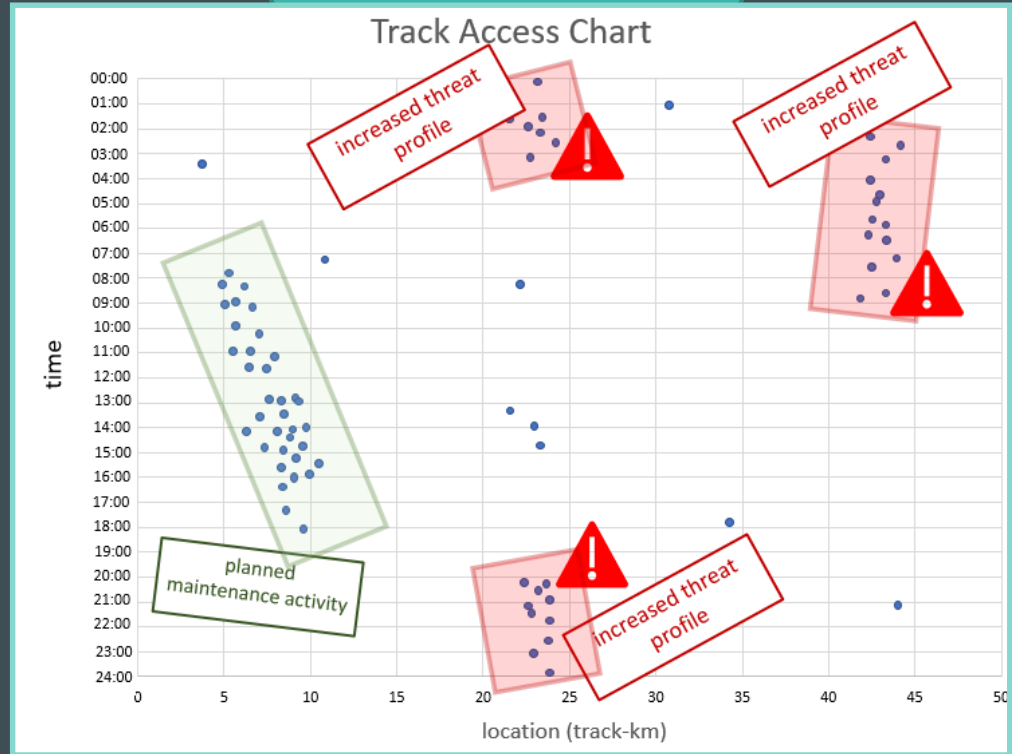 Track Access Chart
increased threat
profile
increased threat
profile
00:00
01:00
02:00
03:00
04:00
05:00
06:00
07:00
08:00
09:00
10:00
11:00
12:00
13:00
14:00
15:00
16:00
17:00
18:00
19:00
20:00
21:00
22:00
23:00
24:00
time
!
!
!
planned
maintenance activity
increased threat
profile
0 5 10 15 20 25 30 35 40 45 50
location (track-km)